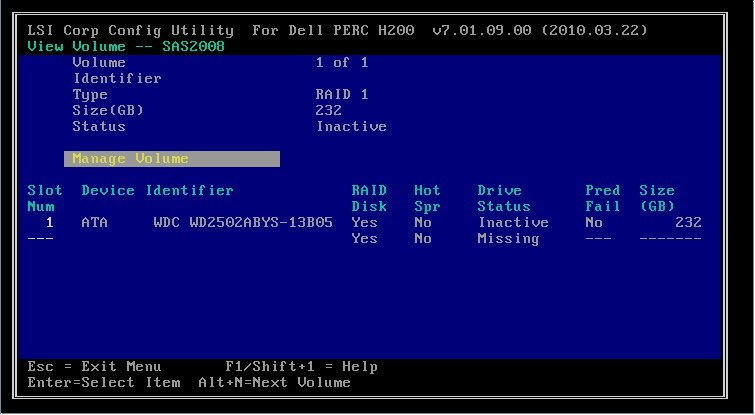 LSI Corp Config Utility For Dell PERC H200 v7.01.09.00 (2010.03.22)
View Volume -- SAS2008
Volume 1 of 1
Identifier
Type RAID 1
Size(GB) 232
Status Inactive
Manage Volume
Slot Device Identifier RAID Hot Drive Pred Size
Num Disk Spr Status Fail (GB)
1 ATA WDC WD2502ABYS-13B05 Yes No Inactive No 232
--- Yes No Missing --- -------
Esc = Exit Menu F1/Shift+1 = Help
Enter=Select Item Alt+N=Next Volume